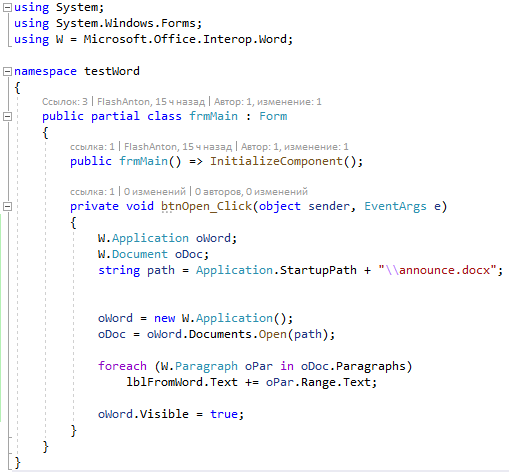 using System;
using System.Windows.Forms;
using W = Microsoft.Office.Interop.Word;

namespace testWord
{
    Ссылок: 3 | FlashAnton, 15 ч назад | Автор: 1, изменение: 1
    public partial class frmMain : Form
    {
        ссылка: 1 | FlashAnton, 15 ч назад | Автор: 1, изменение: 1
        public frmMain() => InitializeComponent();

        ссылка: 1 | 0 изменений | 0 авторов, 0 изменений
        private void btnOpen_Click(object sender, EventArgs e)
        {
            W.Application oWord;
            W.Document oDoc;
            string path = Application.StartupPath + "\\announce.docx";

            oWord = new W.Application();
            oDoc = oWord.Documents.Open(path);

            foreach (W.Paragraph oPar in oDoc.Paragraphs)
                lblFromWord.Text += oPar.Range.Text;

            oWord.Visible = true;
        }
    }
}